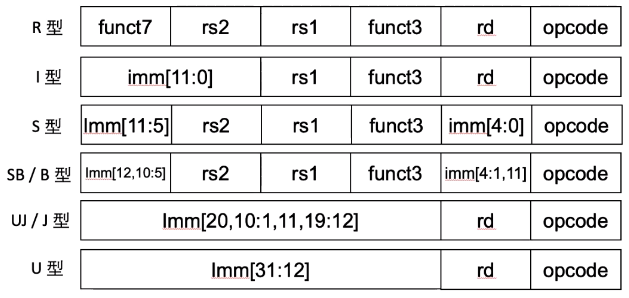 R 型 funct7 rs2 rs1 funct3 rd opcode
I 型 imm[11:0] rs1 funct3 rd opcode
S 型 Imm[11:5] rs2 rs1 funct3 imm[4:0] opcode
SB / B 型 Imm[12,10:5] rs2 rs1 funct3 imm[4:1,11] opcode
UJ / J 型 Imm[20,10:1,11,19:12] rd opcode
U 型 Imm[31:12] rd opcode